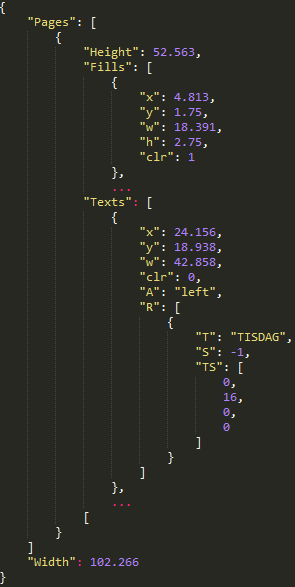 {
"Pages": [
{
"Height": 52.563,
"Fills": [
{
"x": 4.813,
"y": 1.75,
"w": 18.391,
"h": 2.75,
"clr": 1
},
...
"Texts": [
{
"x": 24.156,
"y": 18.938,
"w": 42.858,
"clr": 0,
"A": "left",
"R": [
{
"T": "TISDAG",
"S": -1,
"TS": [
0,
16,
0,
0
]
}
]
},
...
[
}
]
"Width": 102.266
}